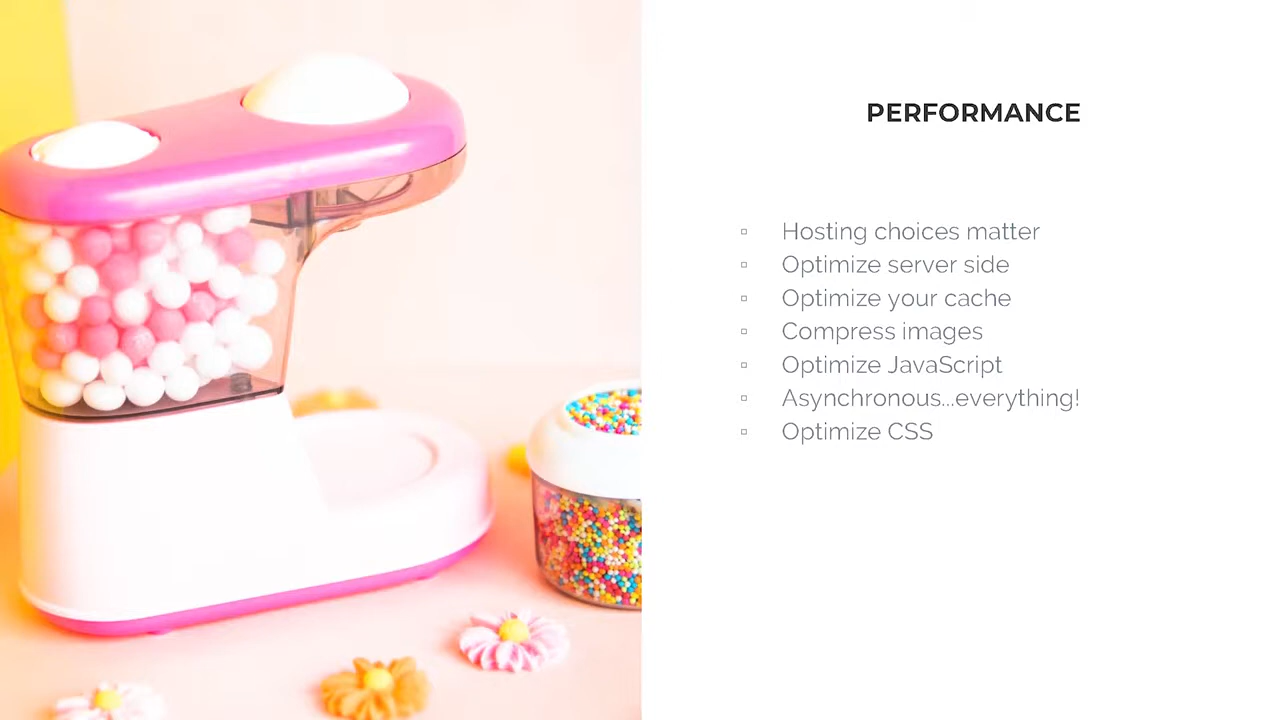 PERFORMANCE
Hosting choices matter
Optimize server side
Optimize your cache
Compress images
Optimize JavaScript
Asynchronous...everything!
Optimize CSS